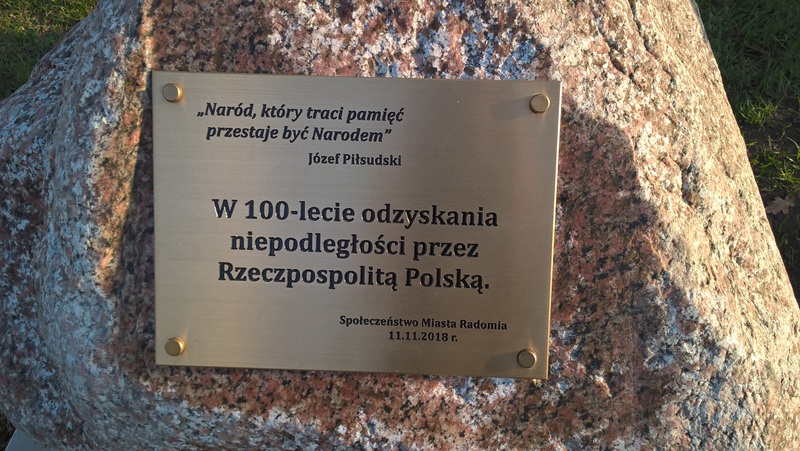 „Naród, który traci pamięć
przestaje być Narodem”
Józef Piłsudski
W 100-lecie odzyskania
niepodległości przez
Rzeczpospolitą Polską.
Społeczeństwo Miasta Radomia
11.11.2018 r.